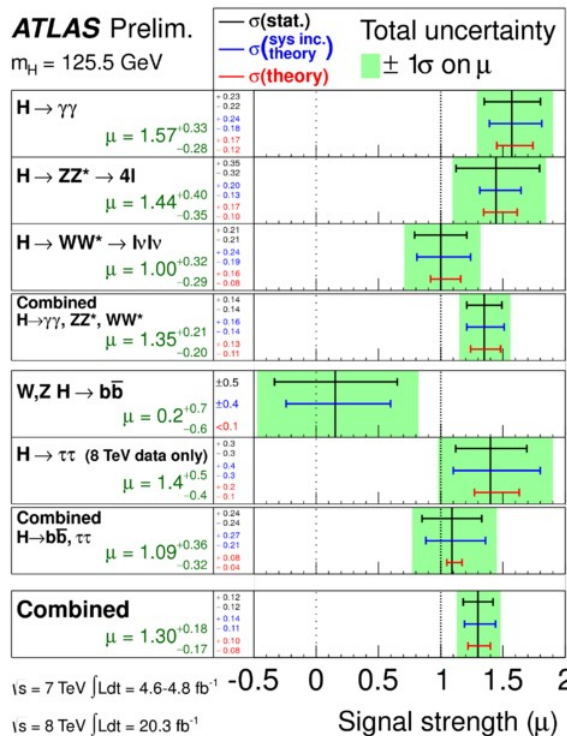 ATLAS Prelim.
m_H = 125.5 GeV
σ(stat.)
σ(sys inc. theory)
σ(theory)
Total uncertainty
± 1σ on μ
H→ γγ
μ = 1.57 +0.33 −0.28
+ 0.23
- 0.22
+ 0.24
- 0.18
+ 0.17
- 0.12
H→ ZZ* → 4l
μ = 1.44 +0.40 −0.35
+ 0.35
- 0.32
+ 0.20
- 0.13
+ 0.17
- 0.10
H→ WW* → lνlν
μ = 1.00 +0.32 −0.29
+ 0.21
- 0.21
+ 0.24
- 0.19
+ 0.16
- 0.08
Combined
H→γγ, ZZ*, WW*
μ = 1.35 +0.21 −0.20
+ 0.14
- 0.14
+ 0.16
- 0.14
+ 0.13
- 0.11
W,Z H → bb̅
μ = 0.2 +0.7 −0.6
±0.5
±0.4
<0.1
H→ ττ (8 TeV data only)
μ = 1.4 +0.5 −0.4
+ 0.3
- 0.3
+ 0.4
- 0.3
+ 0.2
- 0.1
Combined
H→bb̅, ττ
μ = 1.09 +0.36 −0.32
+ 0.24
- 0.24
+ 0.27
- 0.21
+ 0.08
- 0.04
Combined
μ = 1.30 +0.18 −0.17
+ 0.12
- 0.12
+ 0.14
- 0.11
+ 0.10
- 0.08
√s = 7 TeV ∫Ldt = 4.6-4.8 fb⁻¹
√s = 8 TeV ∫Ldt = 20.3 fb⁻¹
-0.5 0 0.5 1 1.5 2
Signal strength (μ)